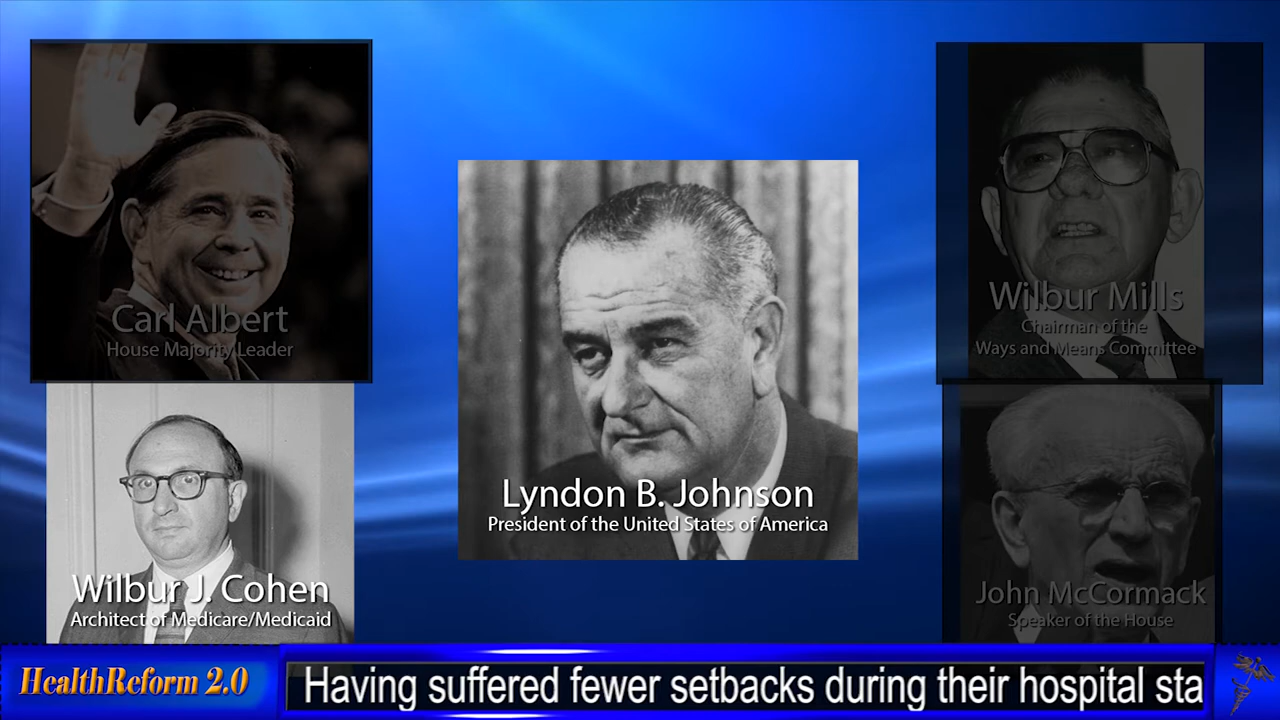 Carl Albert
House Majority Leader
Wilbur Mills
Chairman of the
Ways and Means Committee
Lyndon B. Johnson
President of the United States of America
Wilbur J. Cohen
Architect of Medicare/Medicaid
John McCormack
Speaker of the House
HealthReform 2.0
Having suffered fewer setbacks during their hospital sta